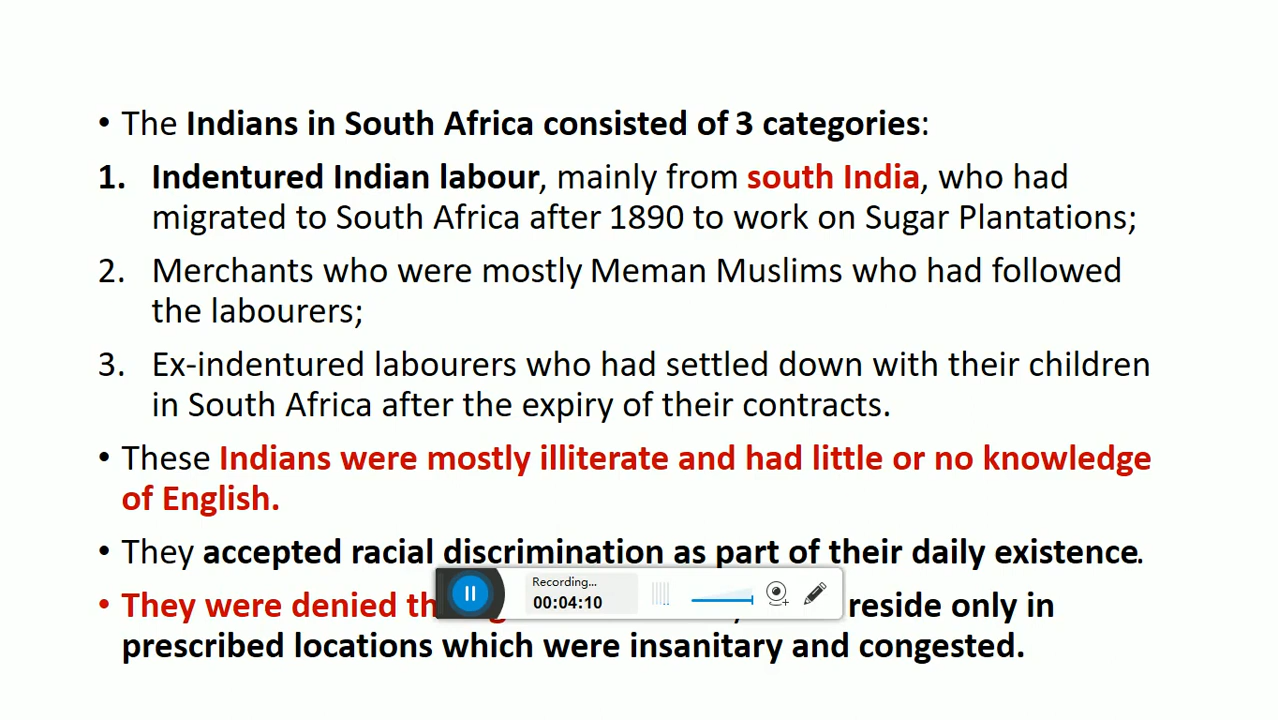 • The Indians in South Africa consisted of 3 categories:
1. Indentured Indian labour, mainly from south India, who had
migrated to South Africa after 1890 to work on Sugar Plantations;
2. Merchants who were mostly Meman Muslims who had followed
the labourers;
3. Ex-indentured labourers who had settled down with their children
in South Africa after the expiry of their contracts.
• These Indians were mostly illiterate and had little or no knowledge
of English.
• They accepted racial discrimination as part of their daily existence.
• They were denied reside only in
prescribed locations which were insanitary and congested.
Recording...
00:04:10